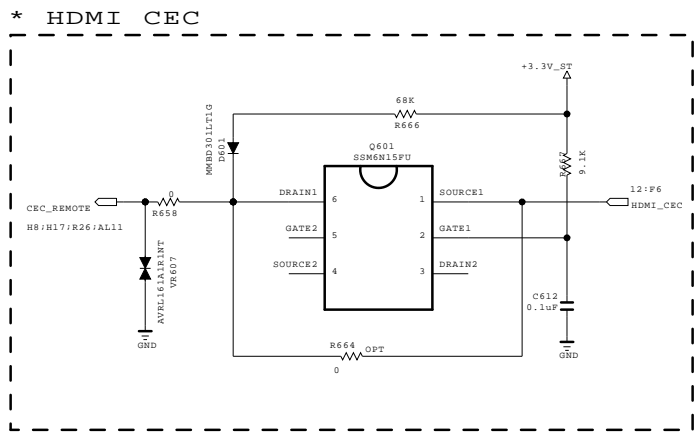 * HDMI CEC
+3.3V_ST
68K
R666
MMBD301LT1G
D601
Q601
SSM6N15FU
R667
9.1K
DRAIN1
6
1
SOURCE1
12:F6
HDMI_CEC
CEC_REMOTE
0
R658
H8;H17;R26;AL11
GATE2
5
2
GATE1
SOURCE2
4
3
DRAIN2
AVRL161A1R1NT
VR607
C612
0.1uF
GND
R664
OPT
0
GND